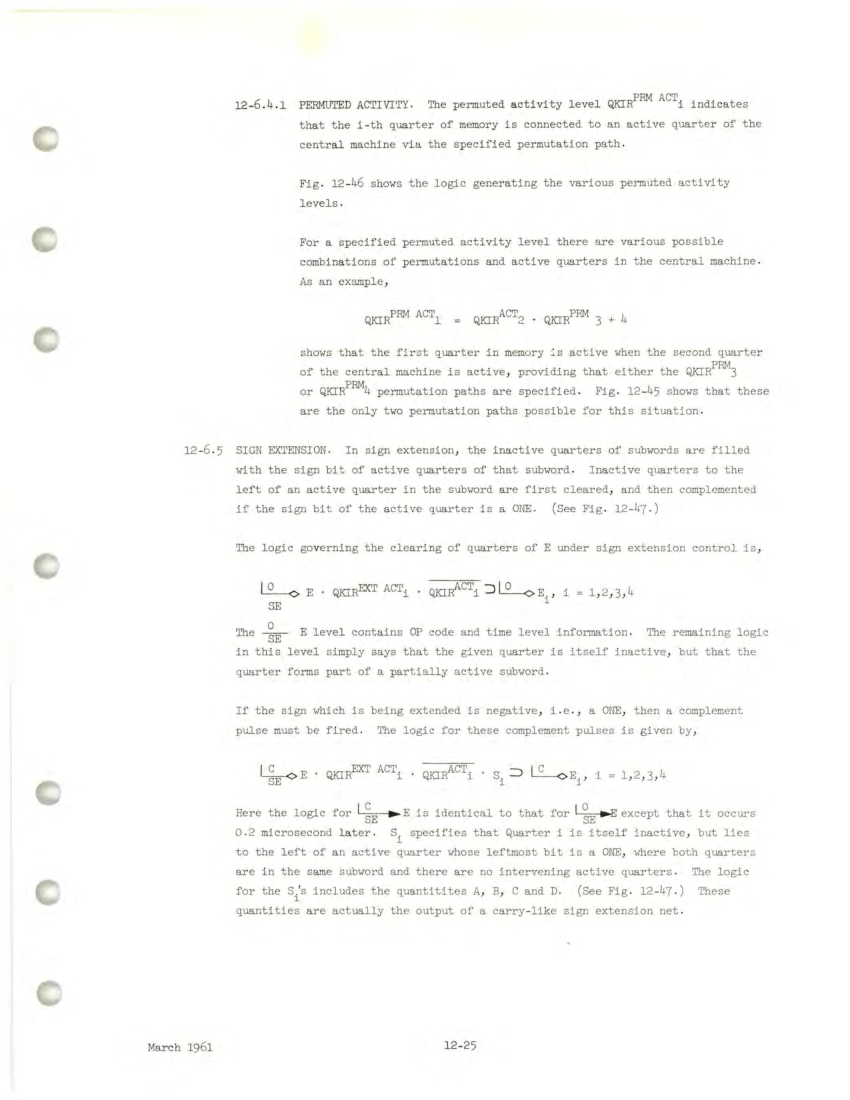 12-6.4.1 PERMUTED ACTIVITY. The permuted activity level QKIR^PRM ACT_i indicates
that the i-th quarter of memory is connected to an active quarter of the
central machine via the specified permutation path.
Fig. 12-46 shows the logic generating the various permuted activity
levels.
For a specified permuted activity level there are various possible
combinations of permutations and active quarters in the central machine.
As an example,
QKIR^PRM ACT_1 = QKIR^ACT_2 · QKIR^PRM 3 + 4
shows that the first quarter in memory is active when the second quarter
of the central machine is active, providing that either the QKIR^PRM_3
or QKIR^PRM_4 permutation paths are specified. Fig. 12-45 shows that these
are the only two permutation paths possible for this situation.
12-6.5 SIGN EXTENSION. In sign extension, the inactive quarters of subwords are filled
with the sign bit of active quarters of that subword. Inactive quarters to the
left of an active quarter in the subword are first cleared, and then complemented
if the sign bit of the active quarter is a ONE. (See Fig. 12-47.)
The logic governing the clearing of quarters of E under sign extension control is,
|0/SE —◇ E · QKIR^EXT ACT_i · \overline{QKIR^ACT_i} ⊃ |0 —◇ E_i, i = 1,2,3,4
The 0/SE E level contains OP code and time level information. The remaining logic
in this level simply says that the given quarter is itself inactive, but that the
quarter forms part of a partially active subword.
If the sign which is being extended is negative, i.e., a ONE, then a complement
pulse must be fired. The logic for these complement pulses is given by,
|C/SE —◇ E · QKIR^EXT ACT_i · \overline{QKIR^ACT_i} · S_i ⊃ |C —◇ E_i, i = 1,2,3,4
Here the logic for |C/SE —► E is identical to that for |0/SE —► E except that it occurs
0.2 microsecond later. S_i specifies that Quarter i is itself inactive, but lies
to the left of an active quarter whose leftmost bit is a ONE, where both quarters
are in the same subword and there are no intervening active quarters. The logic
for the S_i's includes the quantitites A, B, C and D. (See Fig. 12-47.) These
quantities are actually the output of a carry-like sign extension net.
March 1961
12-25